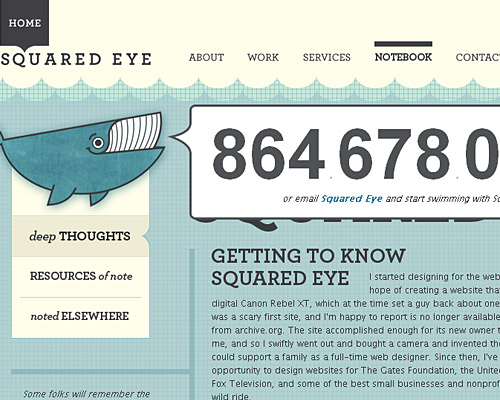 HOME
SQUARED EYE
ABOUT WORK SERVICES NOTEBOOK CONTAC
864.678.0
or email Squared Eye and start swimming with Sq
deep THOUGHTS
RESOURCES of note
noted ELSEWHERE
Some folks will remember the
GETTING TO KNOW
SQUARED EYE
I started designing for the web
hope of creating a website tha
digital Canon Rebel XT, which at the time set a guy back about one
was a scary first site, and I'm happy to report is no longer available
from archive.org. The site accomplished enough for its new owner t
me, and so I swiftly went out and bought a camera and invented the
could support a family as a full-time web designer. Since then, I've
opportunity to design websites for The Gates Foundation, the United
Fox Television, and some of the best small businesses and nonprof
wild ride.